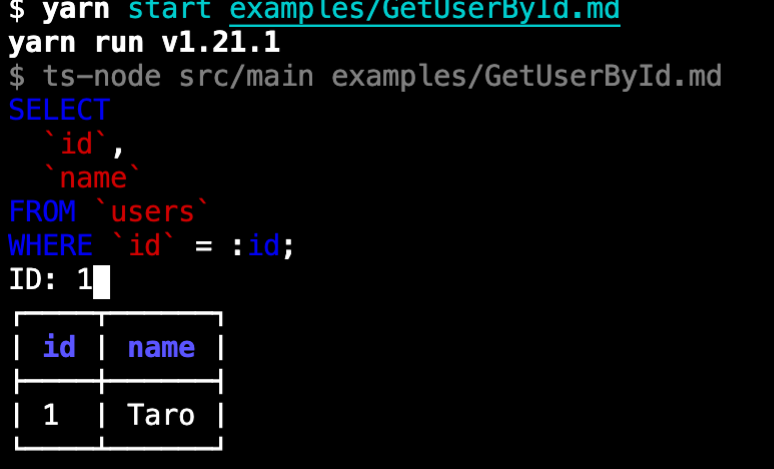 $ yarn start examples/GetUserById.md
yarn run v1.21.1
$ ts-node src/main examples/GetUserById.md
SELECT
  `id`,
  `name`
FROM `users`
WHERE `id` = :id;
ID: 1
| id | name |
| 1 | Taro |